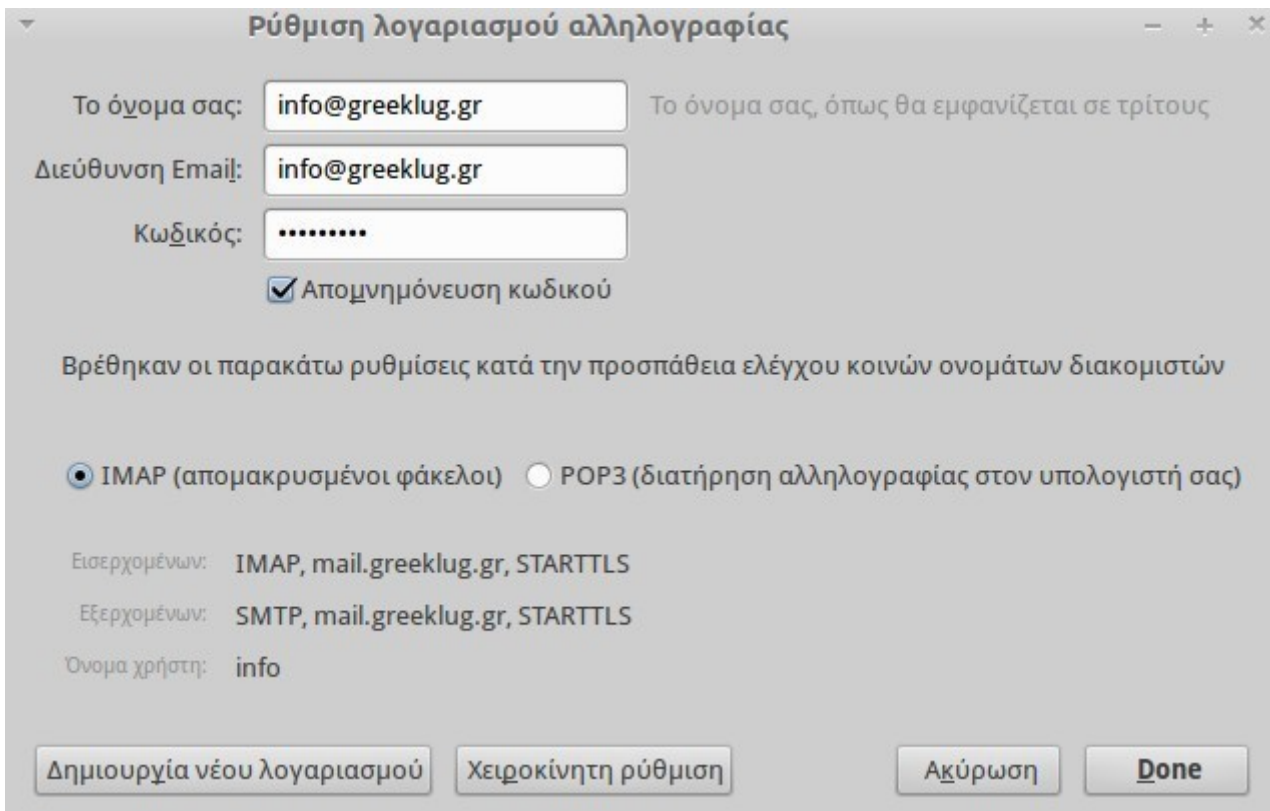 Ρύθμιση λογαριασμού αλληλογραφίας
Το όνομα σας: info@greeklug.gr Το όνομα σας, όπως θα εμφανίζεται σε τρίτους
Διεύθυνση Email: info@greeklug.gr
Κωδικός: •••••••••
Απομνημόνευση κωδικού
Βρέθηκαν οι παρακάτω ρυθμίσεις κατά την προσπάθεια ελέγχου κοινών ονομάτων διακομιστών
IMAP (απομακρυσμένοι φάκελοι) POP3 (διατήρηση αλληλογραφίας στον υπολογιστή σας)
Εισερχομένων: IMAP, mail.greeklug.gr, STARTTLS
Εξερχομένων: SMTP, mail.greeklug.gr, STARTTLS
Όνομα χρήστη: info
Δημιουργία νέου λογαριασμού Χειροκίνητη ρύθμιση Ακύρωση Done